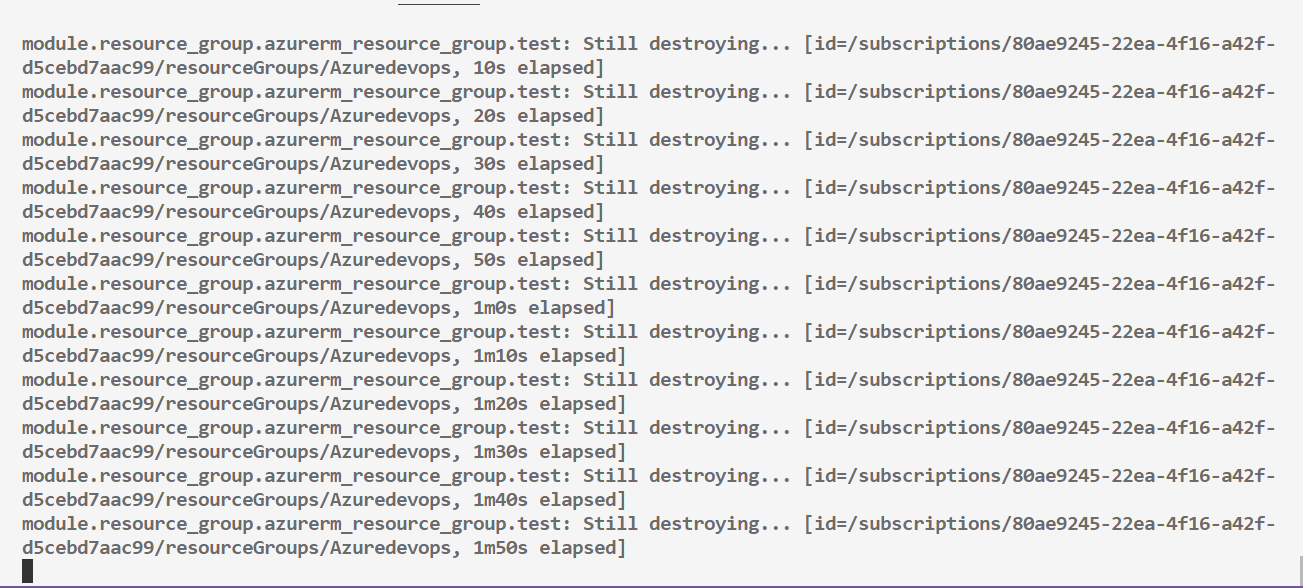 module.resource_group.azurerm_resource_group.test: Still destroying... [id=/subscriptions/80ae9245-22ea-4f16-a42f-
d5cebd7aac99/resourceGroups/Azuredevops, 10s elapsed]
module.resource_group.azurerm_resource_group.test: Still destroying... [id=/subscriptions/80ae9245-22ea-4f16-a42f-
d5cebd7aac99/resourceGroups/Azuredevops, 20s elapsed]
module.resource_group.azurerm_resource_group.test: Still destroying... [id=/subscriptions/80ae9245-22ea-4f16-a42f-
d5cebd7aac99/resourceGroups/Azuredevops, 30s elapsed]
module.resource_group.azurerm_resource_group.test: Still destroying... [id=/subscriptions/80ae9245-22ea-4f16-a42f-
d5cebd7aac99/resourceGroups/Azuredevops, 40s elapsed]
module.resource_group.azurerm_resource_group.test: Still destroying... [id=/subscriptions/80ae9245-22ea-4f16-a42f-
d5cebd7aac99/resourceGroups/Azuredevops, 50s elapsed]
module.resource_group.azurerm_resource_group.test: Still destroying... [id=/subscriptions/80ae9245-22ea-4f16-a42f-
d5cebd7aac99/resourceGroups/Azuredevops, 1m0s elapsed]
module.resource_group.azurerm_resource_group.test: Still destroying... [id=/subscriptions/80ae9245-22ea-4f16-a42f-
d5cebd7aac99/resourceGroups/Azuredevops, 1m10s elapsed]
module.resource_group.azurerm_resource_group.test: Still destroying... [id=/subscriptions/80ae9245-22ea-4f16-a42f-
d5cebd7aac99/resourceGroups/Azuredevops, 1m20s elapsed]
module.resource_group.azurerm_resource_group.test: Still destroying... [id=/subscriptions/80ae9245-22ea-4f16-a42f-
d5cebd7aac99/resourceGroups/Azuredevops, 1m30s elapsed]
module.resource_group.azurerm_resource_group.test: Still destroying... [id=/subscriptions/80ae9245-22ea-4f16-a42f-
d5cebd7aac99/resourceGroups/Azuredevops, 1m40s elapsed]
module.resource_group.azurerm_resource_group.test: Still destroying... [id=/subscriptions/80ae9245-22ea-4f16-a42f-
d5cebd7aac99/resourceGroups/Azuredevops, 1m50s elapsed]